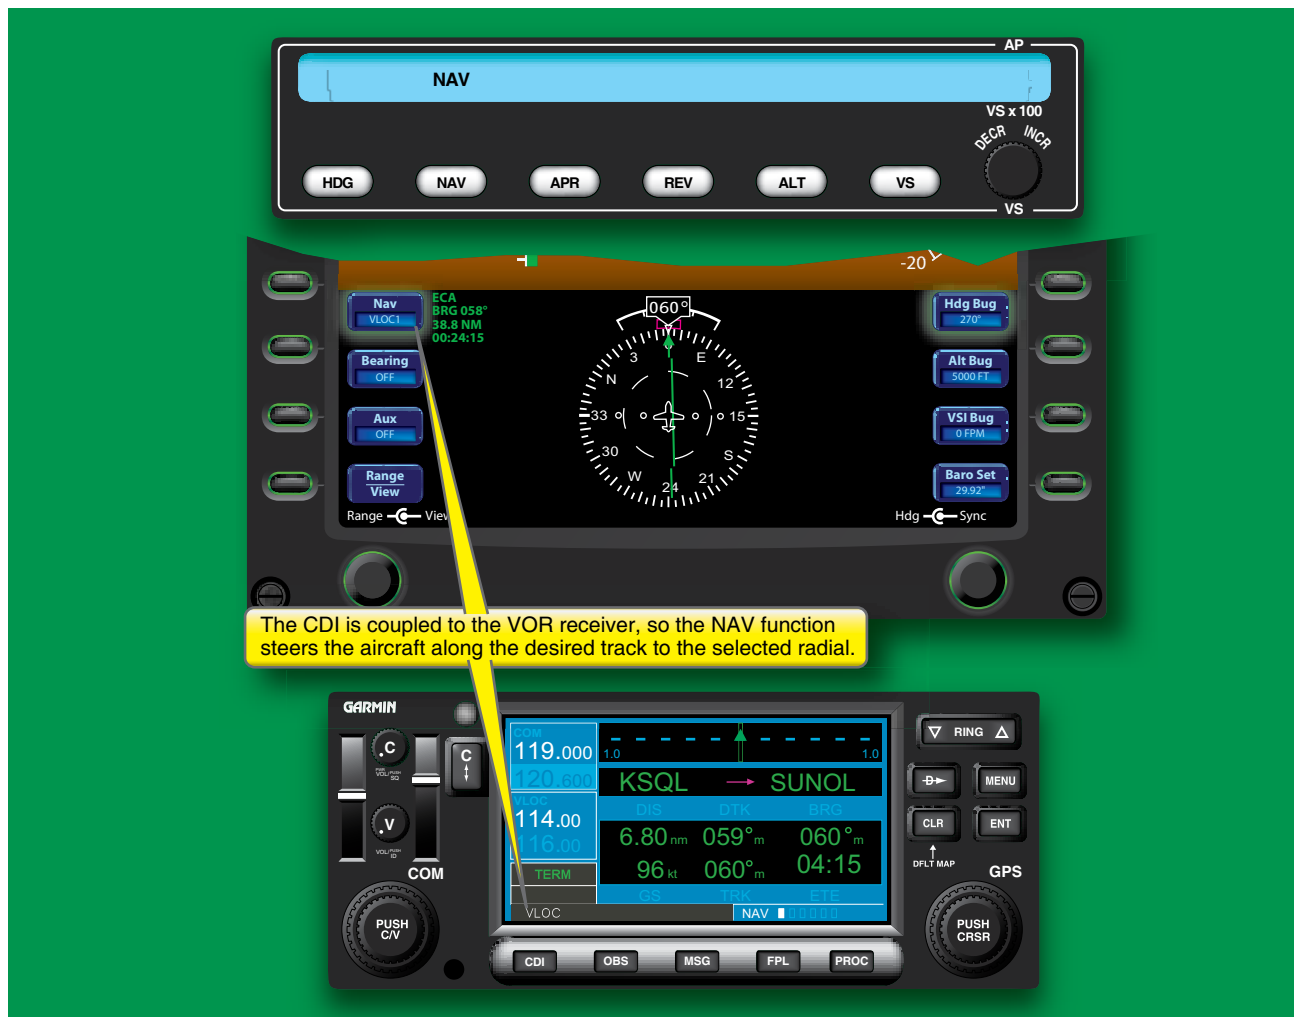 AP
NAV
VS x 100
DECR INCR
HDG NAV APR REV ALT VS
VS
-20
Nav
VLOC1
ECA
BRG 058°
38.8 NM
00:24:15
060°
Hdg Bug
270°
Bearing
OFF
Alt Bug
5000 FT
Aux
OFF
VSI Bug
0 FPM
Range
View
Baro Set
29.92"
3 E
N 12
33 15
30 S
W 24 21
Range View
Hdg Sync
The CDI is coupled to the VOR receiver, so the NAV function
steers the aircraft along the desired track to the selected radial.
GARMIN
.C
PWR
VOL/PUSH
SQ
C
.V
VOL/PUSH
ID
COM
PUSH
C/V
COM
119.000
120.600
VLOC
114.00
116.00
TERM
VLOC
1.0 1.0
KSQL → SUNOL
DIS DTK BRG
6.80 nm 059°m 060°m
96 kt 060°m 04:15
GS TRK ETE
NAV
RING
D
MENU
CLR
ENT
DFLT MAP
GPS
PUSH
CRSR
CDI OBS MSG FPL PROC